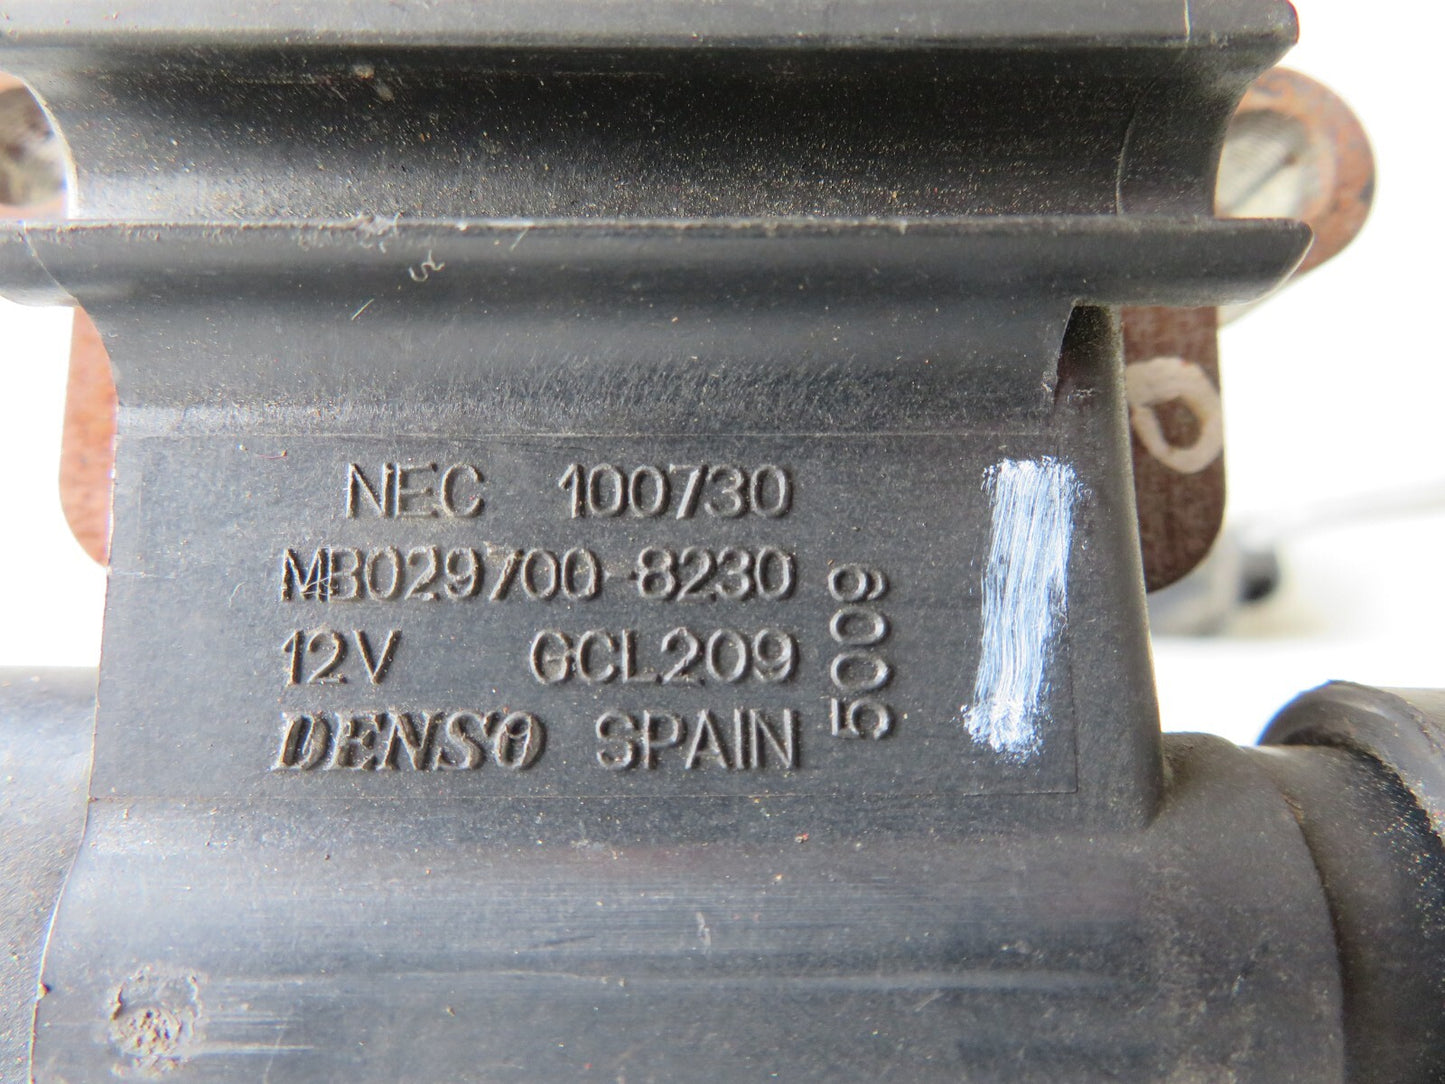 NEC 100730
MB029700-8230
12V GCL209
DENSO SPAIN
5009